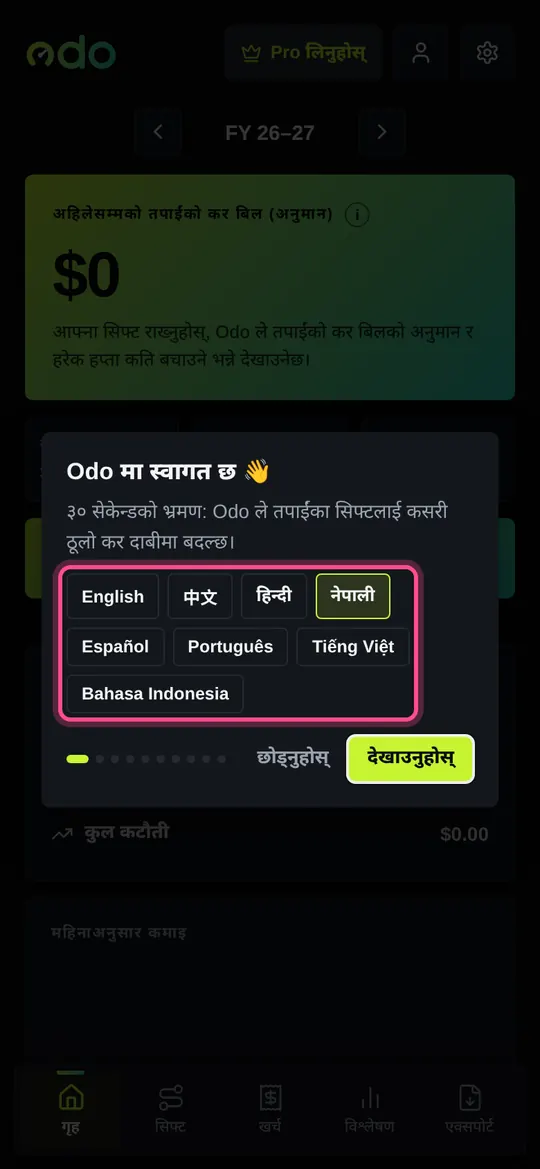 odo
Pro लिनुहोस्
FY 26–27
अहिलेसम्मको तपाईंको कर बिल (अनुमान)
$0
आफ्ना सिफ्ट राख्नुहोस्, Odo ले तपाईंको कर बिलको अनुमान र
हरेक हप्ता कति बचाउने भन्ने देखाउनेछ।
Odo मा स्वागत छ 👋
३० सेकेन्डको भ्रमण: Odo ले तपाईंका सिफ्टलाई कसरी
ठूलो कर दाबीमा बदल्छ।
English 中文 हिन्दी नेपाली
Español Português Tiếng Việt
Bahasa Indonesia
छोड्नुहोस् देखाउनुहोस्
कुल कटौती $0.00
महिनाअनुसार कमाइ
गृह सिफ्ट खर्च विश्लेषण एक्सपोर्ट